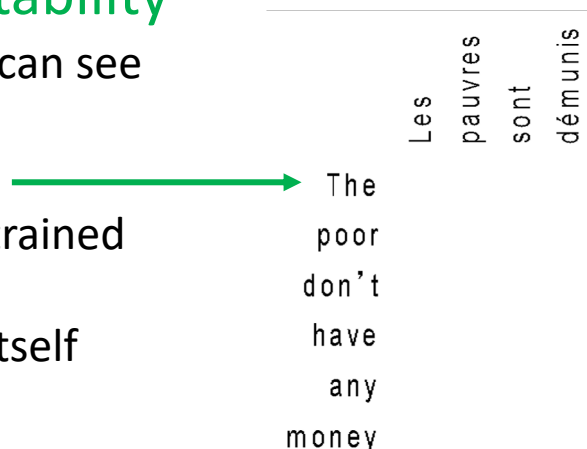 tability
can see
rained
tself
Les
pauvres
sont
démunis
The
poor
don't
have
any
money